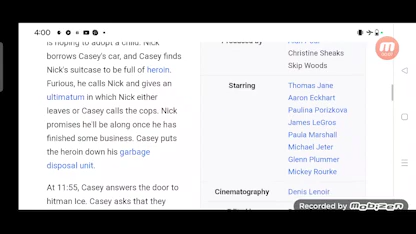 4:00
is hoping to adopt a child. Nick
borrows Casey's car, and Casey finds
Nick's suitcase to be full of heroin.
Furious, he calls Nick and gives an
ultimatum in which Nick either
leaves or Casey calls the cops. Nick
promises he'll be along once he has
finished some business. Casey puts
the heroin down his garbage
disposal unit.
At 11:55, Casey answers the door to
hitman Ice. Casey asks that they
Christine Sheaks
Skip Woods
Starring
Thomas Jane
Aaron Eckhart
Paulina Porizkova
James LeGros
Paula Marshall
Michael Jeter
Glenn Plummer
Mickey Rourke
Cinematography
Denis Lenoir
Recorded by Mobizen